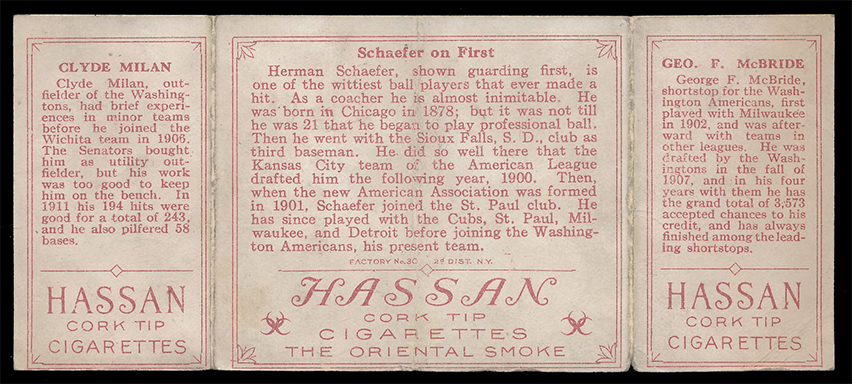 CLYDE MILAN
Clyde Milan, out-
fielder of the Washing-
tons, had brief experi-
ences in minor teams
before he joined the
Wichita team in 1906.
The Senators bought
him as utility out-
fielder, but his work
was too good to keep
him on the bench. In
1911 his 194 hits were
good for a total of 243,
and he also pilfered 58
bases.
HASSAN
CORK TIP
CIGARETTES
Schaefer on First
Herman Schaefer, shown guarding first, is
one of the wittiest ball players that ever made a
hit. As a coacher he is almost inimitable. He
was born in Chicago in 1878; but it was not till
he was 21 that he began to play professional ball.
Then he went with the Sioux Falls, S. D., club as
third baseman. He did so well there that the
Kansas City team of the American League
drafted him the following year, 1900. Then,
when the new American Association was formed
in 1901, Schaefer joined the St. Paul club. He
has since played with the Cubs, St. Paul, Mil-
waukee, and Detroit before joining the Washing-
ton Americans, his present team.
FACTORY No. 30 2d DIST. N.Y.
HASSAN
CORK TIP
CIGARETTES
THE ORIENTAL SMOKE
GEO. F. McBRIDE
George F. McBride,
shortstop for the Wash-
ington Americans, first
played with Milwaukee
in 1902, and was after-
ward with teams in
other leagues. He was
drafted by the Wash-
ingtons in the fall of
1907, and in his four
years with them he has
the grand total of 3,573
accepted chances to his
credit, and has always
finished among the lead-
ing shortstops.
HASSAN
CORK TIP
CIGARETTES